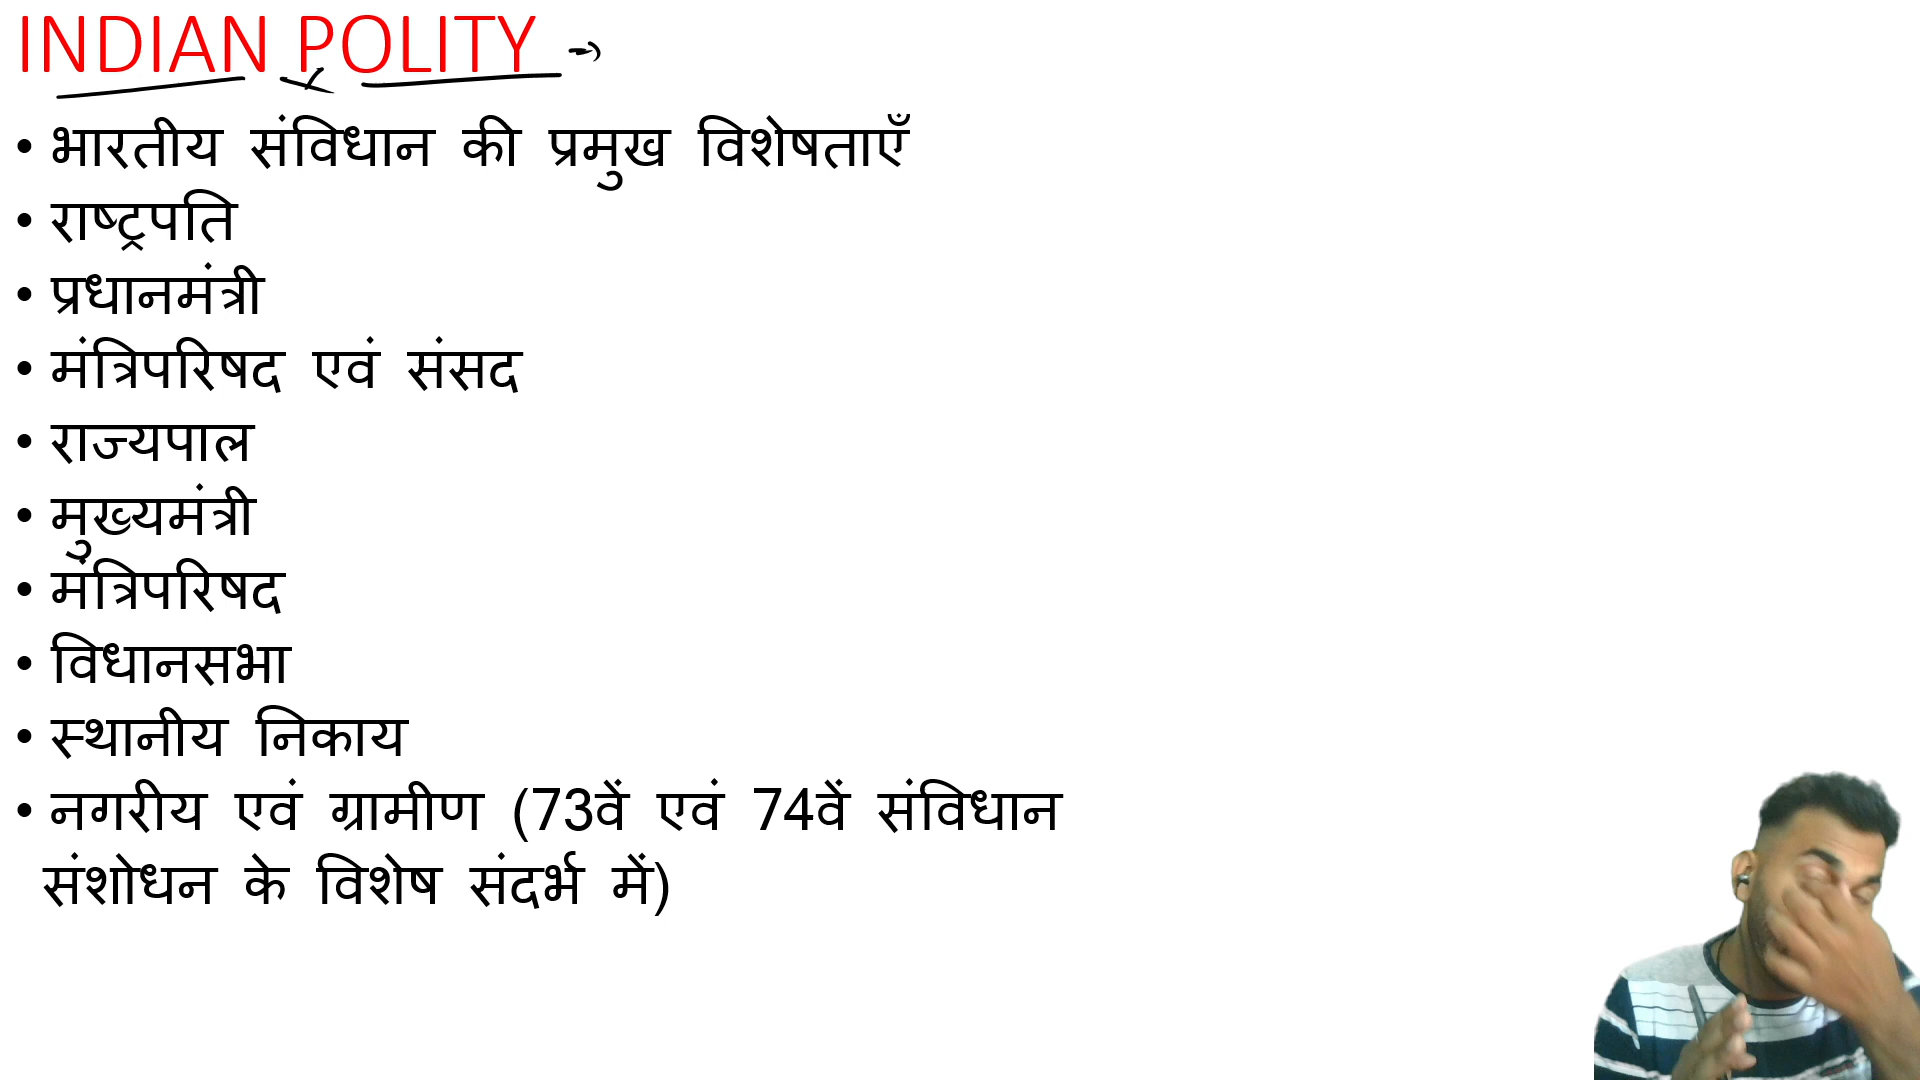 INDIAN POLITY
• भारतीय संविधान की प्रमुख विशेषताएँ
• राष्ट्रपति
• प्रधानमंत्री
• मंत्रिपरिषद एवं संसद
• राज्यपाल
• मुख्यमंत्री
• मंत्रिपरिषद
• विधानसभा
• स्थानीय निकाय
• नगरीय एवं ग्रामीण (73वें एवं 74वें संविधान
संशोधन के विशेष संदर्भ में)